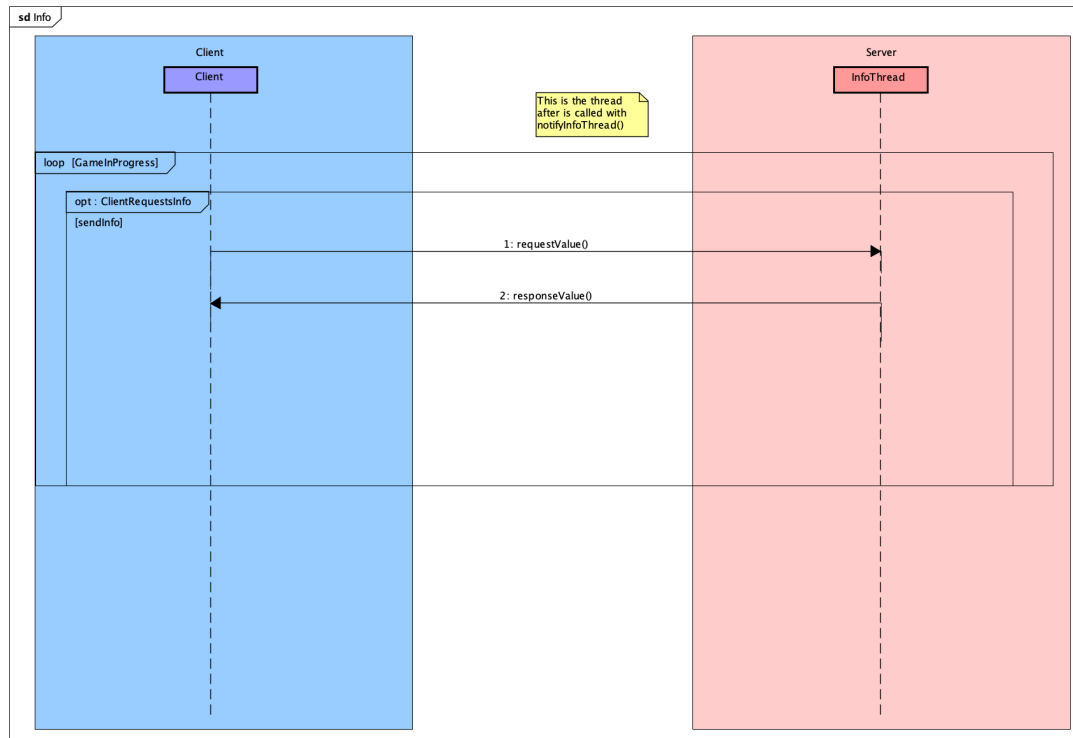 sd Info
Client
Server
Client
InfoThread
This is the thread
after is called with
notifyInfoThread()
loop [GameInProgress]
opt : ClientRequestsInfo
[sendInfo]
1: requestValue()
2: responseValue()